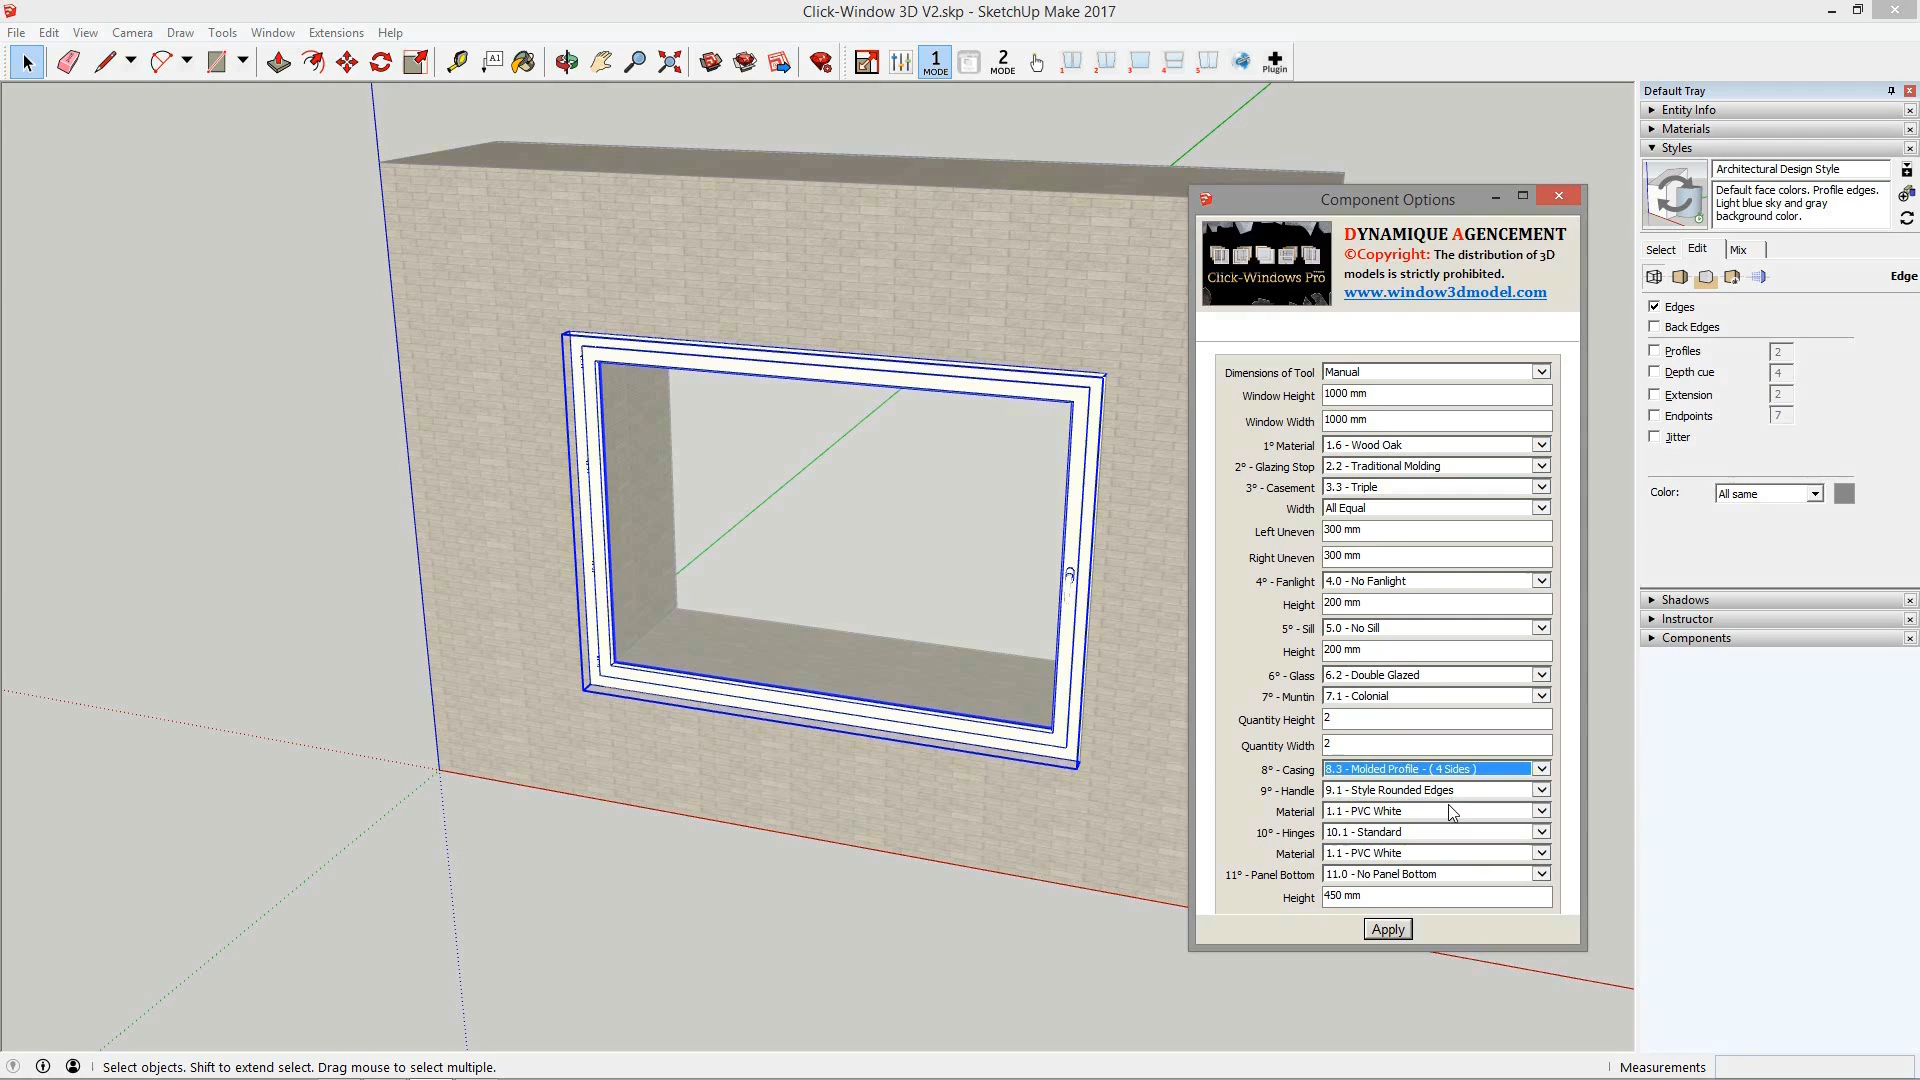 Click-Window 3D V2.skp - SketchUp Make 2017
File Edit View Camera Draw Tools Window Extensions Help
A1
1 MODE
2 MODE
1 2 3 4 5
Plugin
Default Tray
Entity Info
Materials
Styles
Architectural Design Style
Default face colors. Profile edges.
Light blue sky and gray
background color.
Select Edit Mix
Edge
Edges
Back Edges
Profiles 2
Depth cue 4
Extension 2
Endpoints 7
Jitter
Color: All same
Shadows
Instructor
Components
Component Options
Click-Windows Pro
DYNAMIQUE AGENCEMENT
©Copyright: The distribution of 3D
models is strictly prohibited.
www.window3dmodel.com
Dimensions of Tool Manual
Window Height 1000 mm
Window Width 1000 mm
1° Material 1.6 - Wood Oak
2° - Glazing Stop 2.2 - Traditional Molding
3° - Casement 3.3 - Triple
Width All Equal
Left Uneven 300 mm
Right Uneven 300 mm
4° - Fanlight 4.0 - No Fanlight
Height 200 mm
5° - Sill 5.0 - No Sill
Height 200 mm
6° - Glass 6.2 - Double Glazed
7° - Muntin 7.1 - Colonial
Quantity Height 2
Quantity Width 2
8° - Casing 8.3 - Molded Profile - ( 4 Sides )
9° - Handle 9.1 - Style Rounded Edges
Material 1.1 - PVC White
10° - Hinges 10.1 - Standard
Material 1.1 - PVC White
11° - Panel Bottom 11.0 - No Panel Bottom
Height 450 mm
Apply
Select objects. Shift to extend select. Drag mouse to select multiple.
Measurements